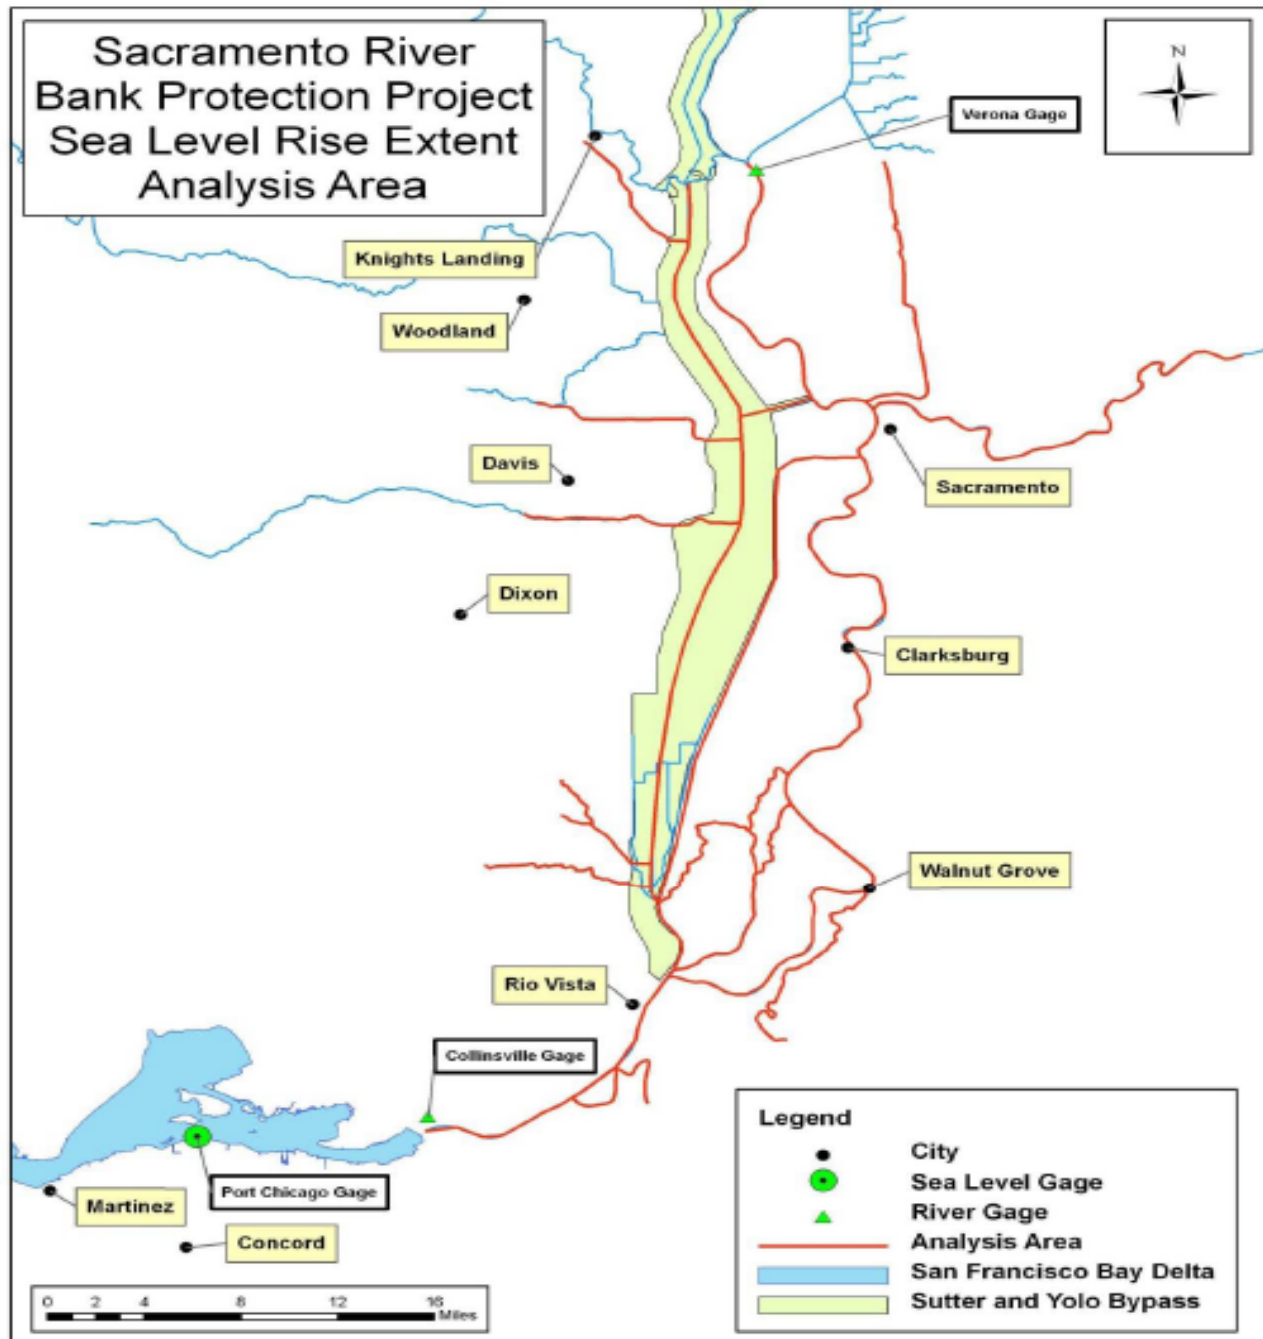 Sacramento River
Bank Protection Project
Sea Level Rise Extent
Analysis Area
N
Verona Gage
Knights Landing
Woodland
Davis
Sacramento
Dixon
Clarksburg
Walnut Grove
Rio Vista
Collinsville Gage
Port Chicago Gage
Martinez
Concord
Legend
City
Sea Level Gage
River Gage
Analysis Area
San Francisco Bay Delta
Sutter and Yolo Bypass
0 2 4 8 12 16
Miles